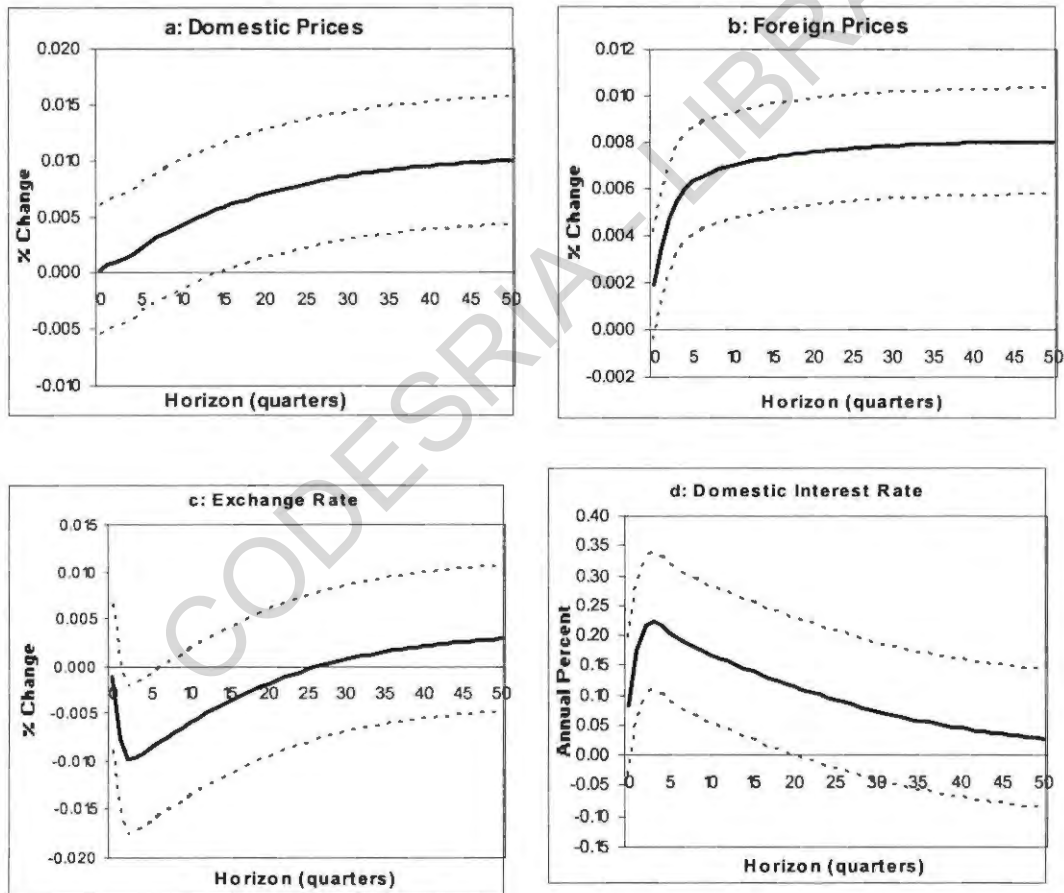 a: Domestic Prices
0.020
0.015
0.010
0.005
0.000
-0.005
-0.010
% Change
0 5 10 15 20 25 30 35 40 45 50
Horizon (quarters)
b: Foreign Prices
0.012
0.010
0.008
0.006
0.004
0.002
0.000
-0.002
% Change
0 5 10 15 20 25 30 35 40 45 50
Horizon (quarters)
CODESRIA - LIBRA
c: Exchange Rate
0.015
0.010
0.005
0.000
-0.005
-0.010
-0.015
-0.020
% Change
0 5 10 15 20 25 30 35 40 45 50
Horizon (quarters)
d: Domestic Interest Rate
0.40
0.35
0.30
0.25
0.20
0.15
0.10
0.05
0.00
-0.05
-0.10
-0.15
Annual Percent
0 5 10 15 20 25 30 35 40 45 50
Horizon (quarters)